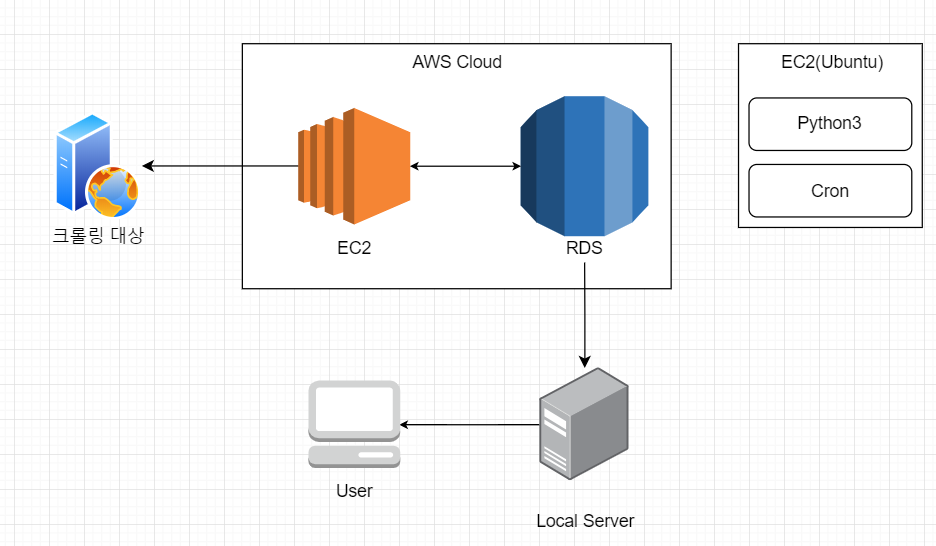 AWS Cloud
EC2(Ubuntu)
Python3
Cron
크롤링 대상
EC2
RDS
User
Local Server